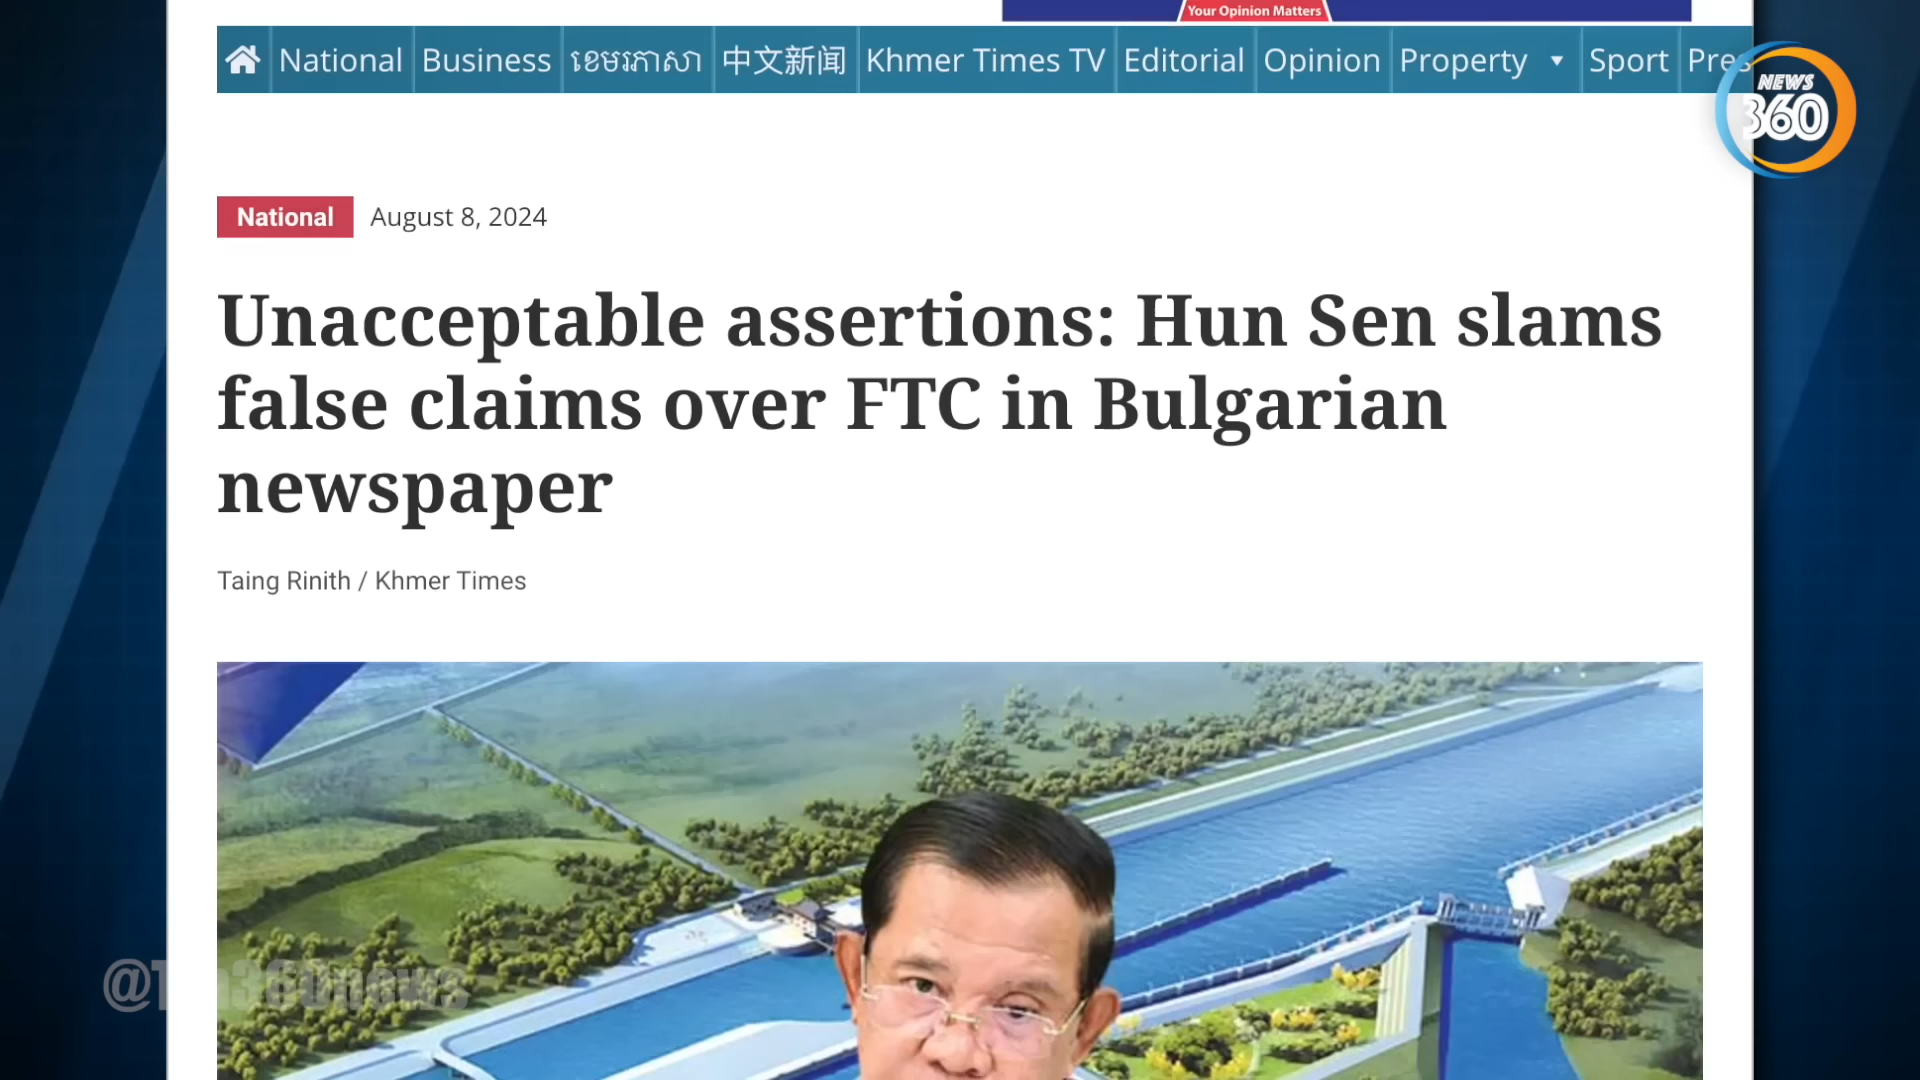 Your Opinion Matters
National Business ខេមរភាសា 中文新闻 Khmer Times TV Editorial Opinion Property Sport Pres
NEWS
360
National August 8, 2024
Unacceptable assertions: Hun Sen slams
false claims over FTC in Bulgarian
newspaper
Taing Rinith / Khmer Times